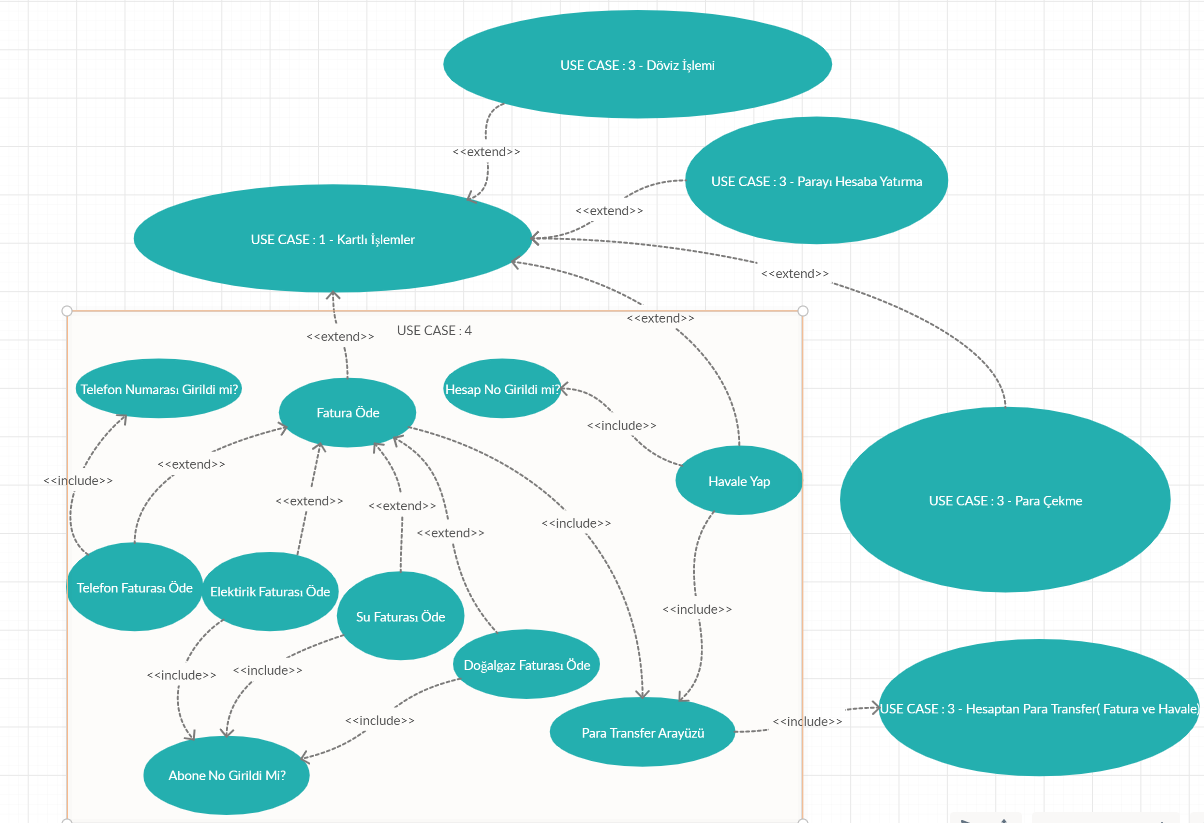 USE CASE : 3 - Döviz İşlemi
<<extend>>
USE CASE : 3 - Parayı Hesaba Yatırma
<<extend>>
USE CASE : 1 - Kartlı İşlemler
<<extend>>
<<extend>>
USE CASE : 4
<<extend>>
Telefon Numarası Girildi mi?
Hesap No Girildi mi?
Fatura Öde
<<include>>
<<extend>>
<<include>>
Havale Yap
<<extend>>
<<extend>>
USE CASE : 3 - Para Çekme
<<include>>
<<extend>>
Telefon Faturası Öde
Elektirik Faturası Öde
<<include>>
Su Faturası Öde
Doğalgaz Faturası Öde
<<include>>
<<include>>
USE CASE : 3 - Hesaptan Para Transfer( Fatura ve Havale)
<<include>>
<<include>>
Para Transfer Arayüzü
Abone No Girildi Mi?